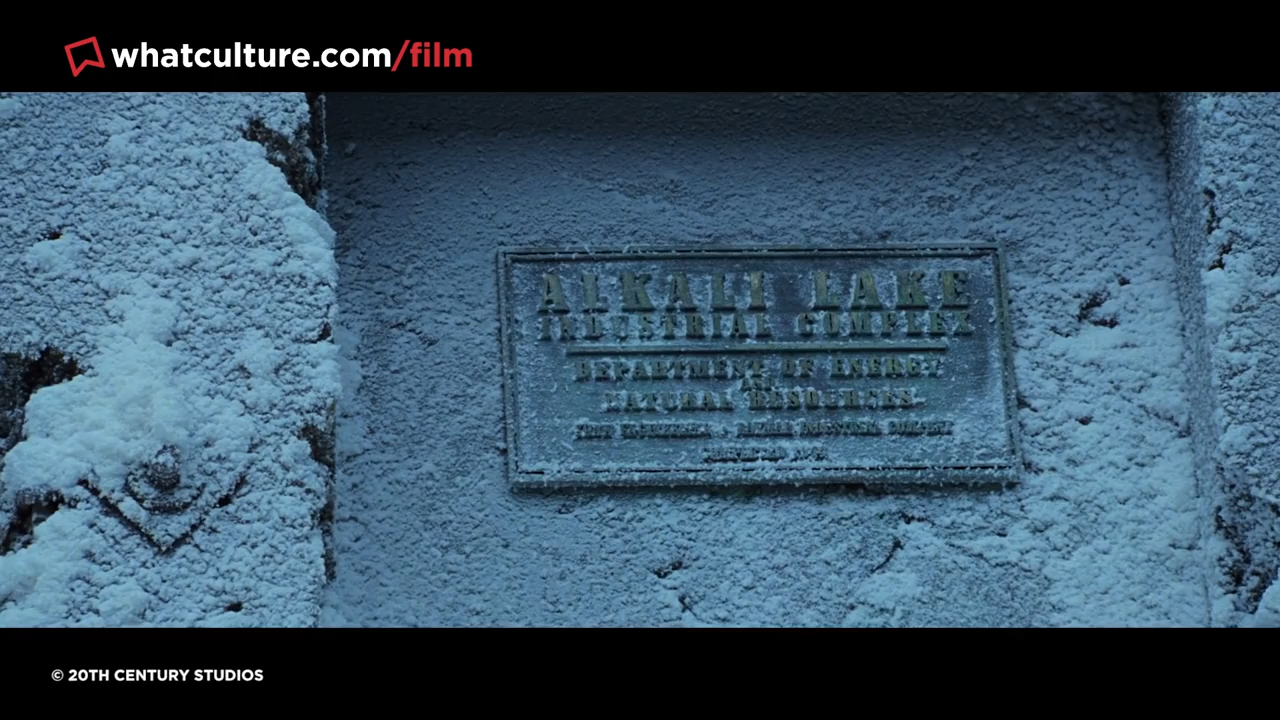 whatculture.com/film
ALKALI LAKE
INDUSTRIAL COMPLEX
DEPARTMENT OF ENERGY
AND
NATURAL RESOURCES
© 20TH CENTURY STUDIOS